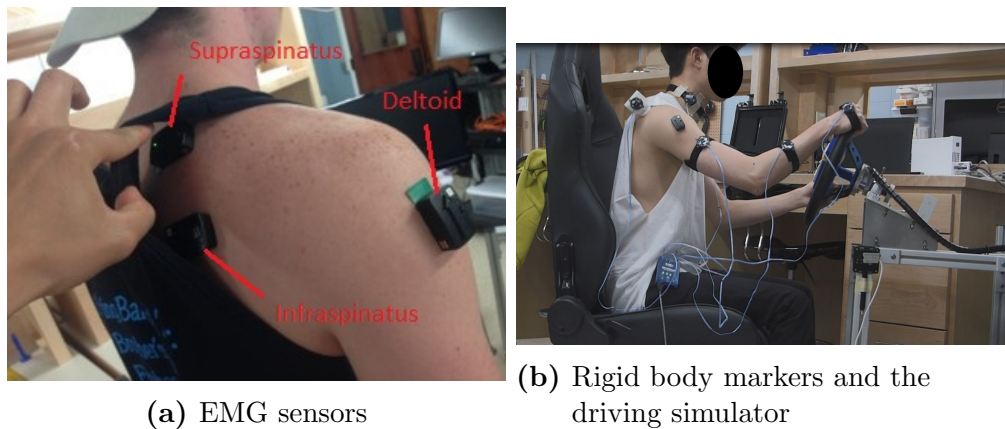 Supraspinatus
Deltoid
Infraspinatus
(a) EMG sensors
(b) Rigid body markers and the
driving simulator